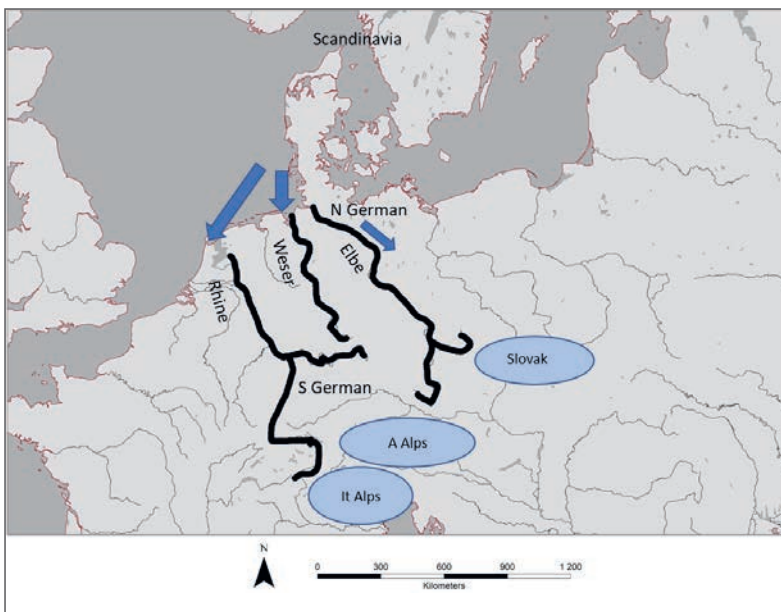 Scandinavia
N German
Weser
Elbe
Rhine
Slovak
S German
A Alps
It Alps
N
0 300 600 900 1 200
Kilometers